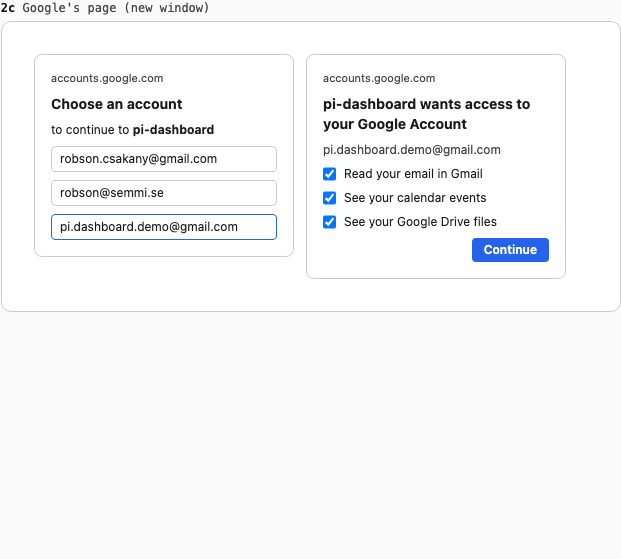 2c Google's page (new window)
accounts.google.com
Choose an account
to continue to pi-dashboard
robson.csakany@gmail.com
robson@semmi.se
pi.dashboard.demo@gmail.com
accounts.google.com
pi-dashboard wants access to
your Google Account
pi.dashboard.demo@gmail.com
Read your email in Gmail
See your calendar events
See your Google Drive files
Continue